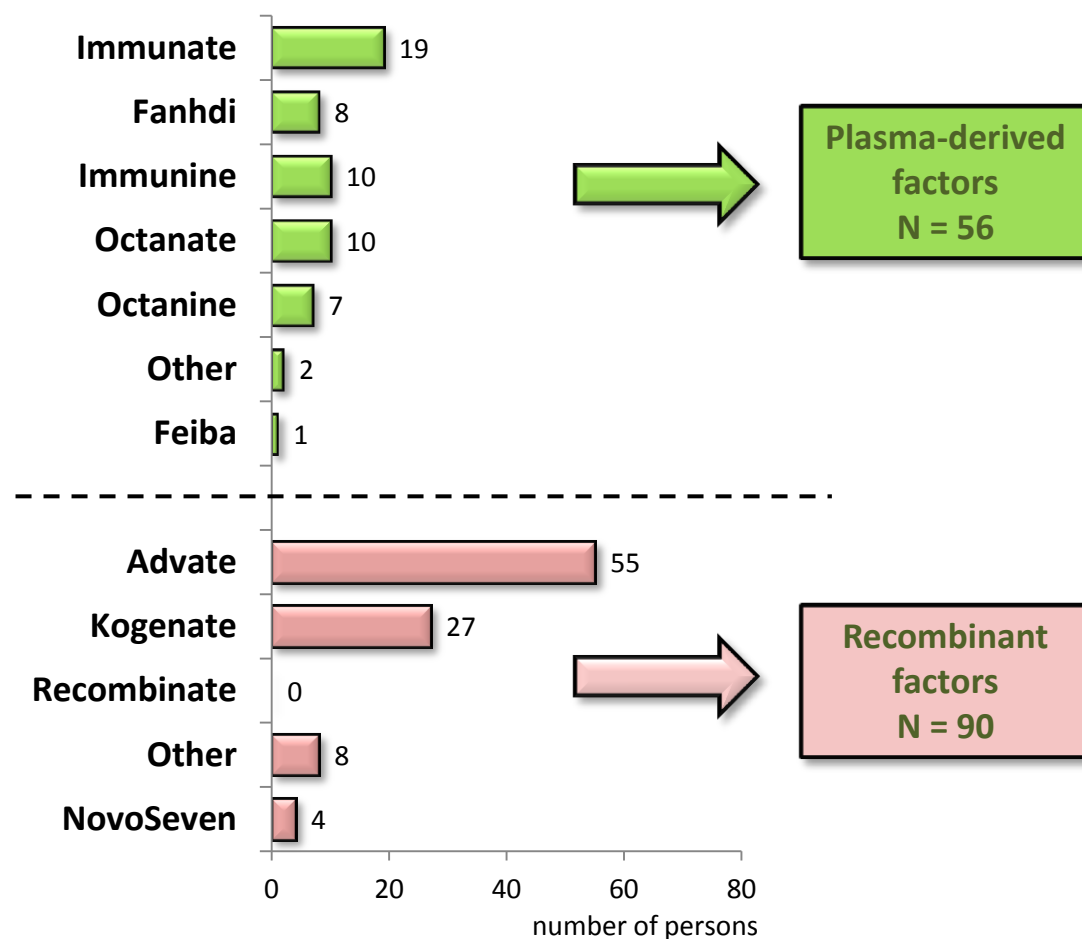 Immunate 19
Fanhdi 8
Immunine 10
Octanate 10
Octanine 7
Other 2
Feiba 1
Plasma-derived
factors
N = 56
Advate 55
Kogenate 27
Recombinate 0
Other 8
NovoSeven 4
Recombinant
factors
N = 90
0 20 40 60 80
number of persons